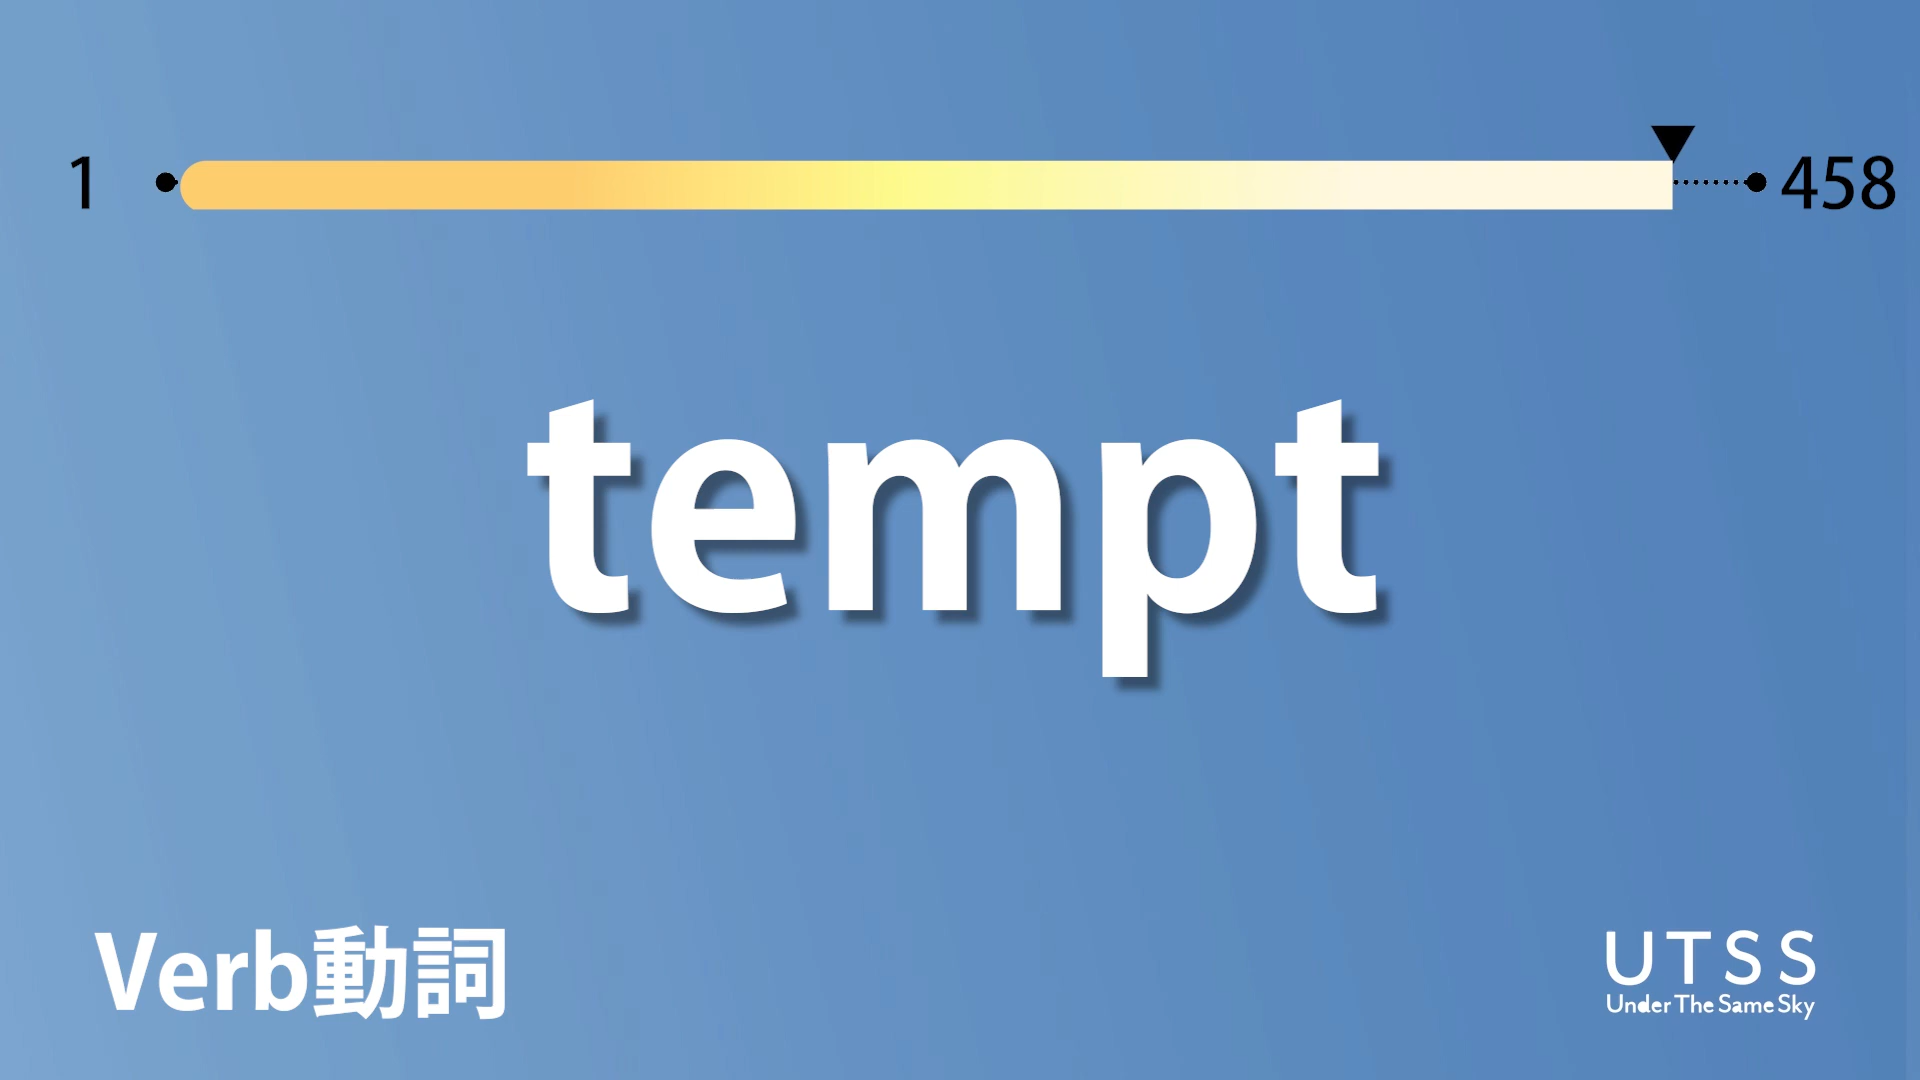 1
458
tempt
Verb動詞
UTSS
Under The Same Sky